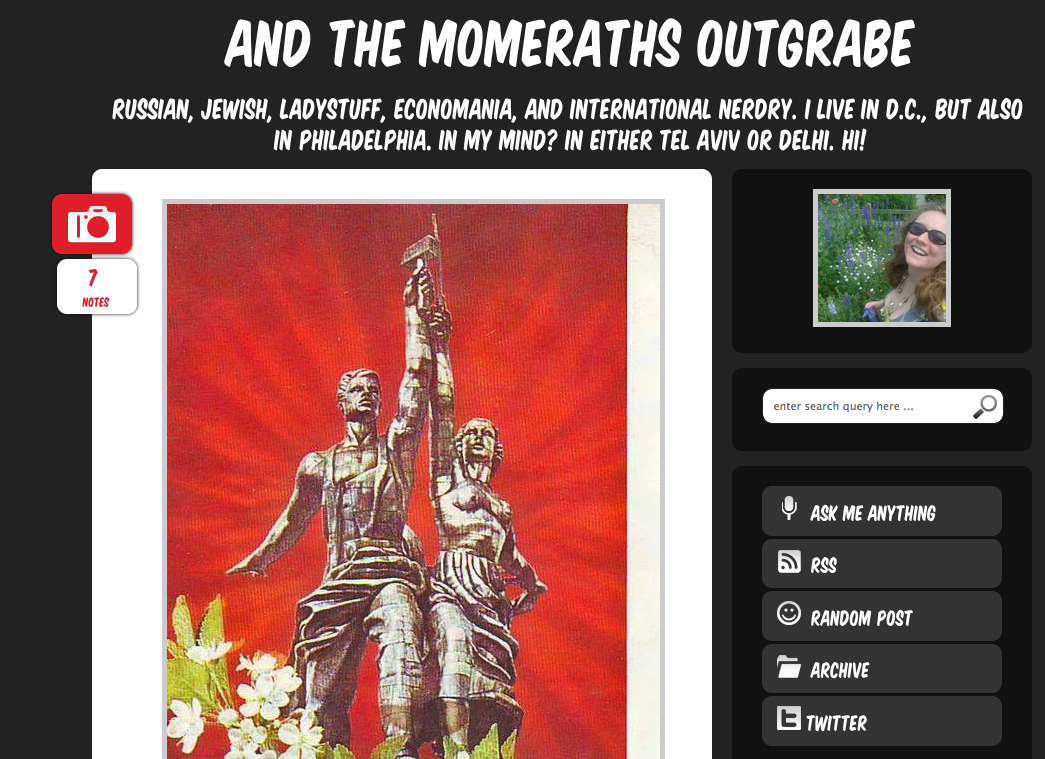 AND THE MOMERATHS OUTGRABE
RUSSIAN, JEWISH, LADYSTUFF, ECONOMANIA, AND INTERNATIONAL NERDRY. I LIVE IN D.C., BUT ALSO
IN PHILADELPHIA. IN MY MIND? IN EITHER TEL AVIV OR DELHI. HI!
7
NOTES
enter search query here ...
ASK ME ANYTHING
RSS
RANDOM POST
ARCHIVE
TWITTER